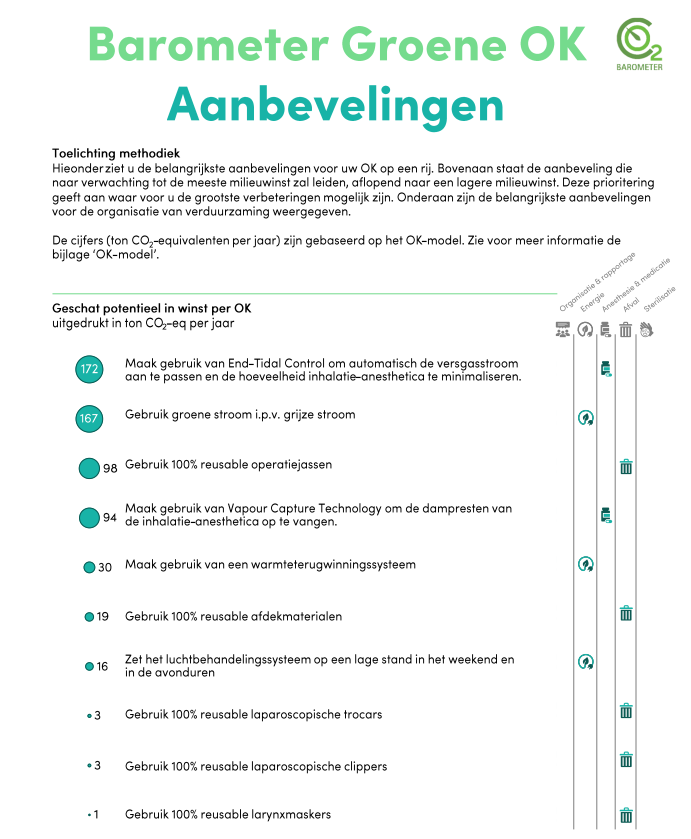 Barometer Groene OK
2
BAROMETER
Aanbevelingen
Toelichting methodiek
Hieronder ziet u de belangrijkste aanbevelingen voor uw OK op een rij. Bovenaan staat de aanbeveling die
naar verwachting tot de meeste milieuwinst zal leiden, aflopend naar een lagere milieuwinst. Deze prioritering
geeft aan waar voor u de grootste verbeteringen mogelijk zijn. Onderaan zijn de belangrijkste aanbevelingen
voor de organisatie van verduurzaming weergegeven.
De cijfers (ton CO₂-equivalenten per jaar) zijn gebaseerd op het OK-model. Zie voor meer informatie de
bijlage 'OK-model'.
Organisatie & rapportage
Energie
Anesthesie & medicatie
Afval
Sterilisatie
Geschat potentieel in winst per OK
uitgedrukt in ton CO₂-eq per jaar
172 Maak gebruik van End-Tidal Control om automatisch de versgasstroom
aan te passen en de hoeveelheid inhalatie-anesthetica te minimaliseren.
167 Gebruik groene stroom i.p.v. grijze stroom
98 Gebruik 100% reusable operatiejassen
94 Maak gebruik van Vapour Capture Technology om de dampresten van
de inhalatie-anesthetica op te vangen.
30 Maak gebruik van een warmteterugwinningssysteem
19 Gebruik 100% reusable afdekmaterialen
16 Zet het luchtbehandelingssysteem op een lage stand in het weekend en
in de avonduren
3 Gebruik 100% reusable laparoscopische trocars
3 Gebruik 100% reusable laparoscopische clippers
1 Gebruik 100% reusable larynxmaskers